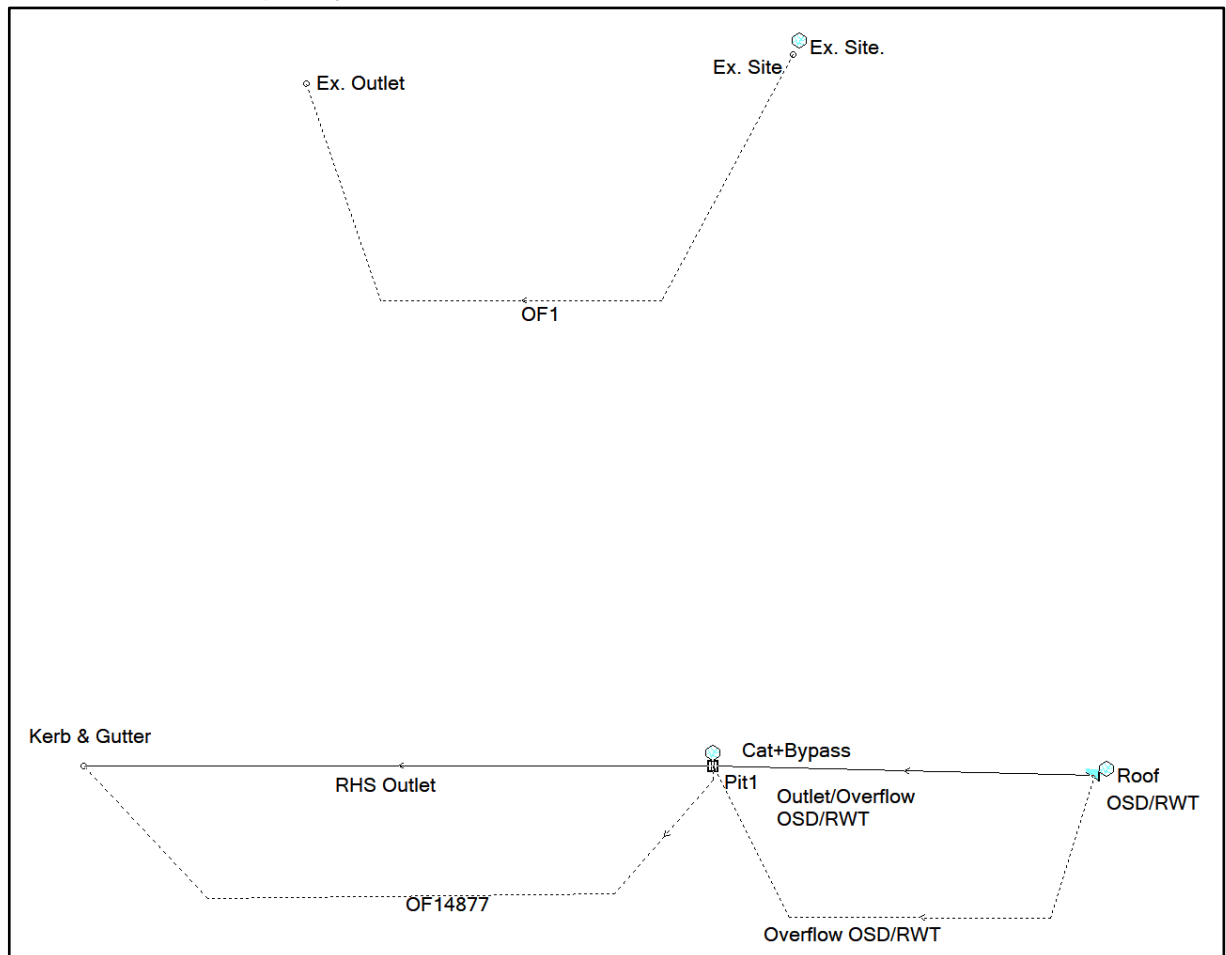 Ex. Site.
Ex. Site
Ex. Outlet
OF1
Kerb & Gutter
Cat+Bypass
RHS Outlet
Pit1
Outlet/Overflow
OSD/RWT
Roof
OSD/RWT
OF14877
Overflow OSD/RWT